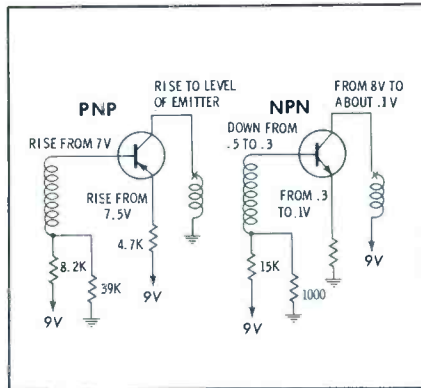 PNP
RISE TO LEVEL
OF EMITTER
RISE FROM 7V
RISE FROM
7.5V
4.7K
8.2K
39K
9V
9V
NPN
FROM 8V TO
ABOUT .1V
DOWN FROM
.5 TO .3
FROM .3
TO .1V
15K
1000
9V
9V